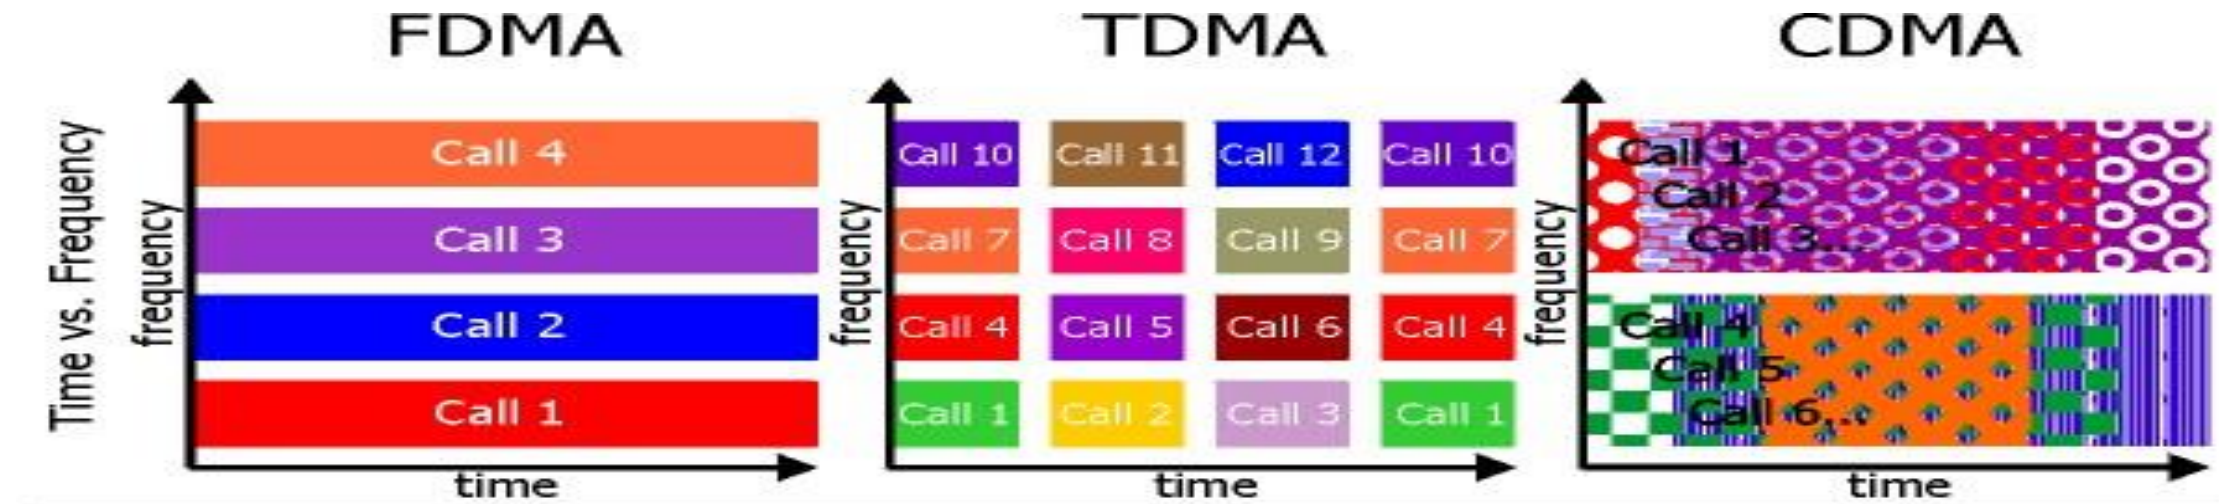 FDMA
TDMA
CDMA
Time vs. Frequency
frequency
Call 4
Call 3
Call 2
Call 1
time
frequency
Call 10 Call 11 Call 12 Call 10
Call 7 Call 8 Call 9 Call 7
Call 4 Call 5 Call 6 Call 4
Call 1 Call 2 Call 3 Call 1
time
frequency
Call 1
Call 2
Call 3...
Call 4
Call 5
Call 6...
time